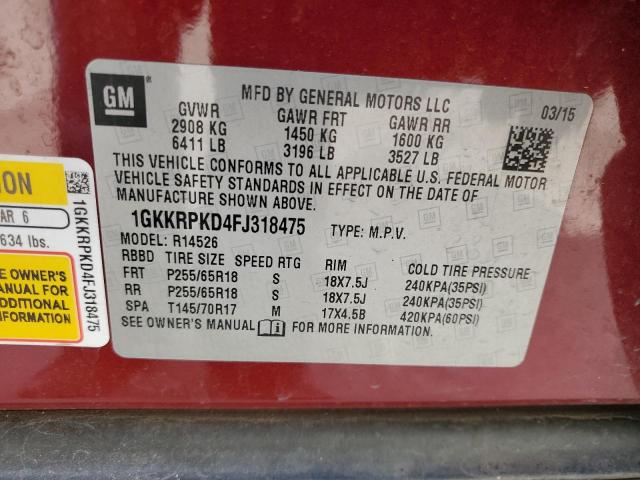 GM
MFD BY GENERAL MOTORS LLC
03/15
GVWR GAWR FRT GAWR RR
2908 KG 1450 KG 1600 KG
6411 LB 3196 LB 3527 LB
THIS VEHICLE CONFORMS TO ALL APPLICABLE U.S. FEDERAL MOTOR
VEHICLE SAFETY STANDARDS IN EFFECT ON THE DATE OF
MANUFACTURE SHOWN ABOVE.
1GKKRPKD4FJ318475 TYPE: M.P.V.
MODEL: R14526
RBBD TIRE SIZE SPEED RTG RIM COLD TIRE PRESSURE
FRT P255/65R18 S 18X7.5J 240KPA(35PSI)
RR P255/65R18 S 18X7.5J 240KPA(35PSI)
SPA T145/70R17 M 17X4.5B 420KPA(60PSI)
SEE OWNER'S MANUAL i FOR MORE INFORMATION.
ION
AR 6
634 lbs.
E OWNER'S
ANUAL FOR
ADDITIONAL
ORMATION
1GKKRPKD4FJ318475